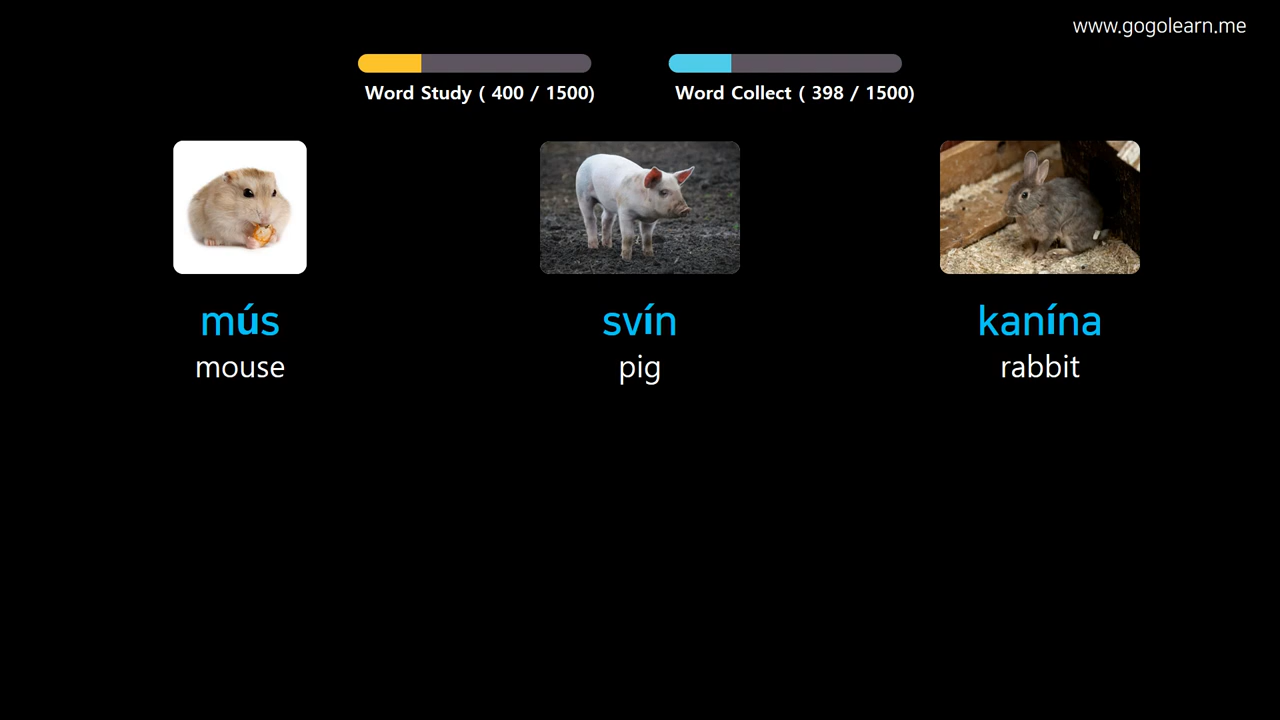 www.gogolearn.me
Word Study ( 400 / 1500)
Word Collect ( 398 / 1500)
mús
svín
kanína
mouse
pig
rabbit